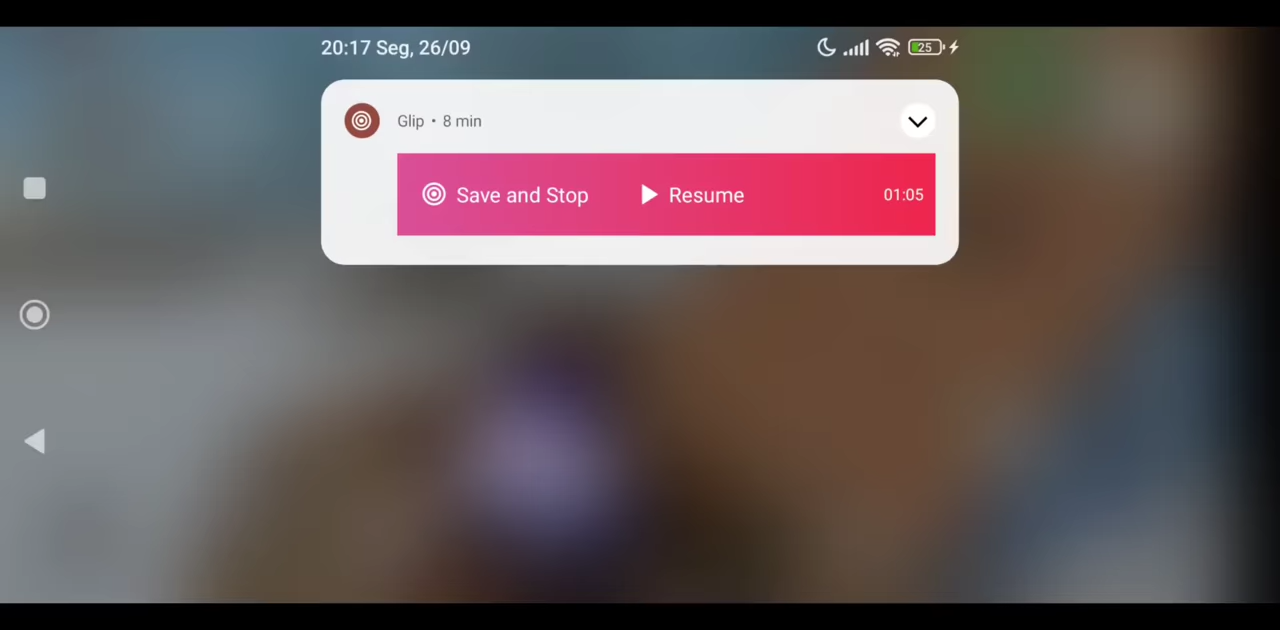 20:17 Seg, 26/09
25
Glip • 8 min
Save and Stop
Resume
01:05